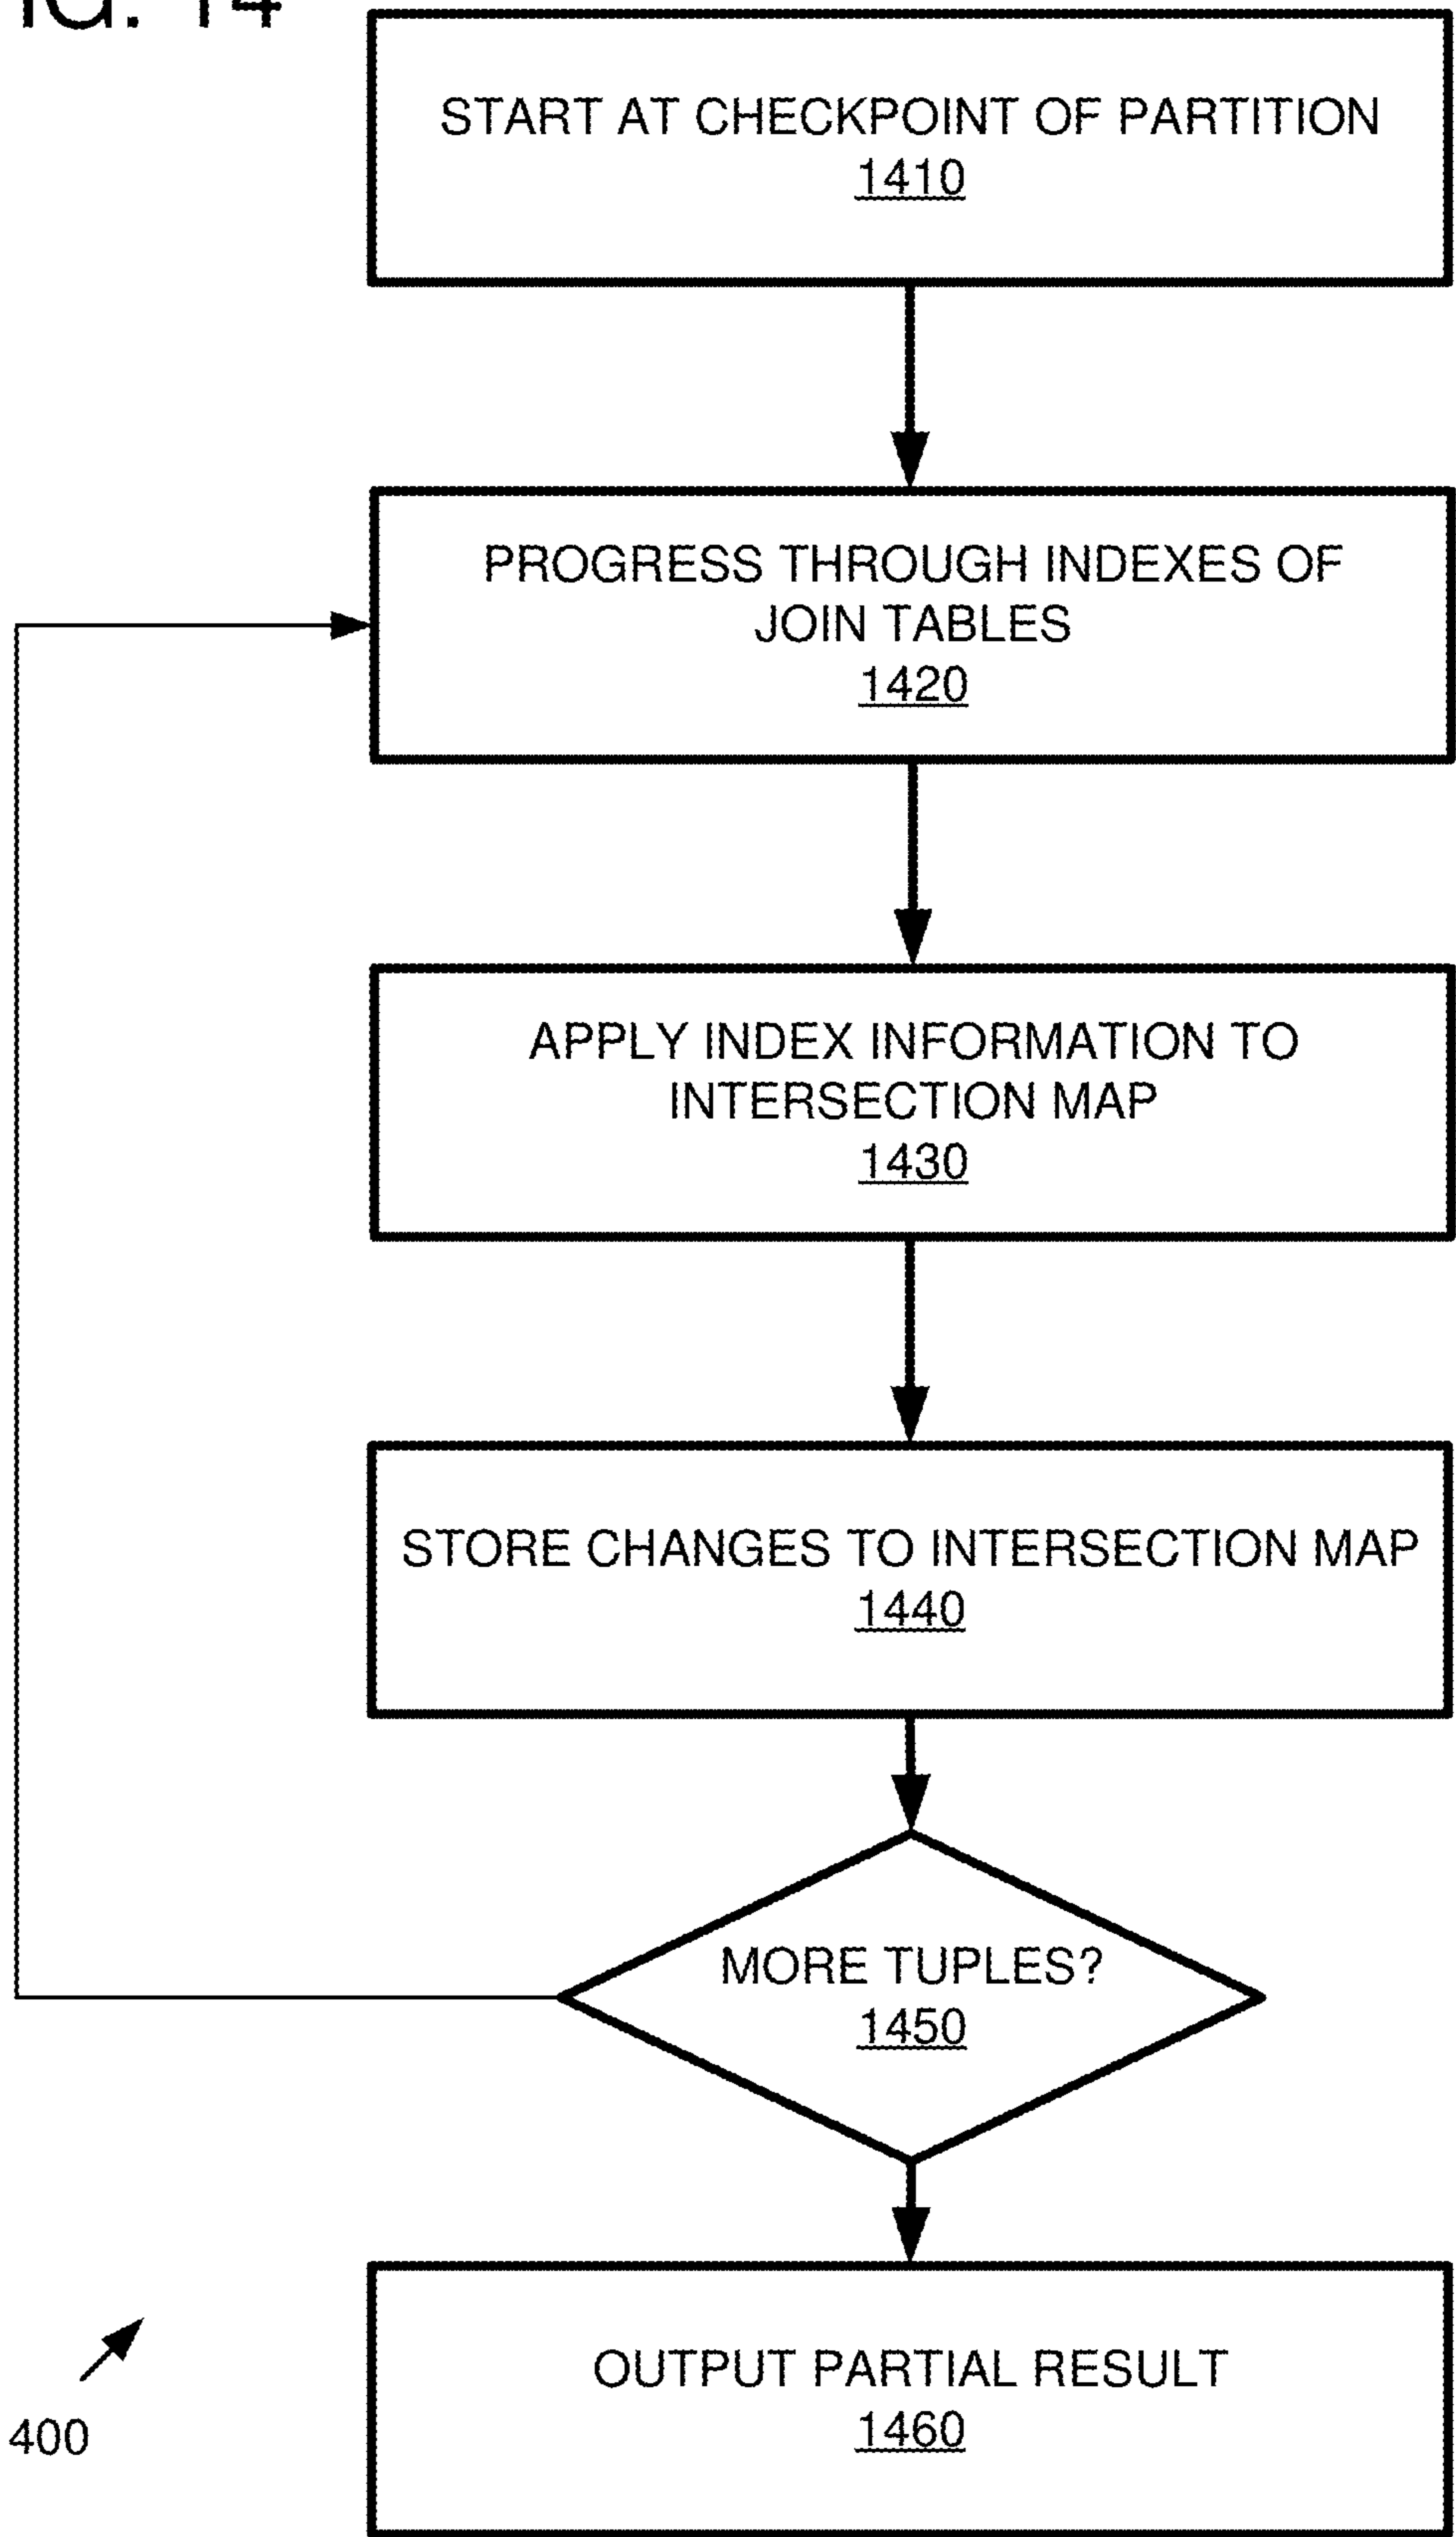 IG. 14
START AT CHECKPOINT OF PARTITION
1410
PROGRESS THROUGH INDEXES OF
JOIN TABLES
1420
APPLY INDEX INFORMATION TO
INTERSECTION MAP
1430
STORE CHANGES TO INTERSECTION MAP
1440
MORE TUPLES?
1450
OUTPUT PARTIAL RESULT
1460
400